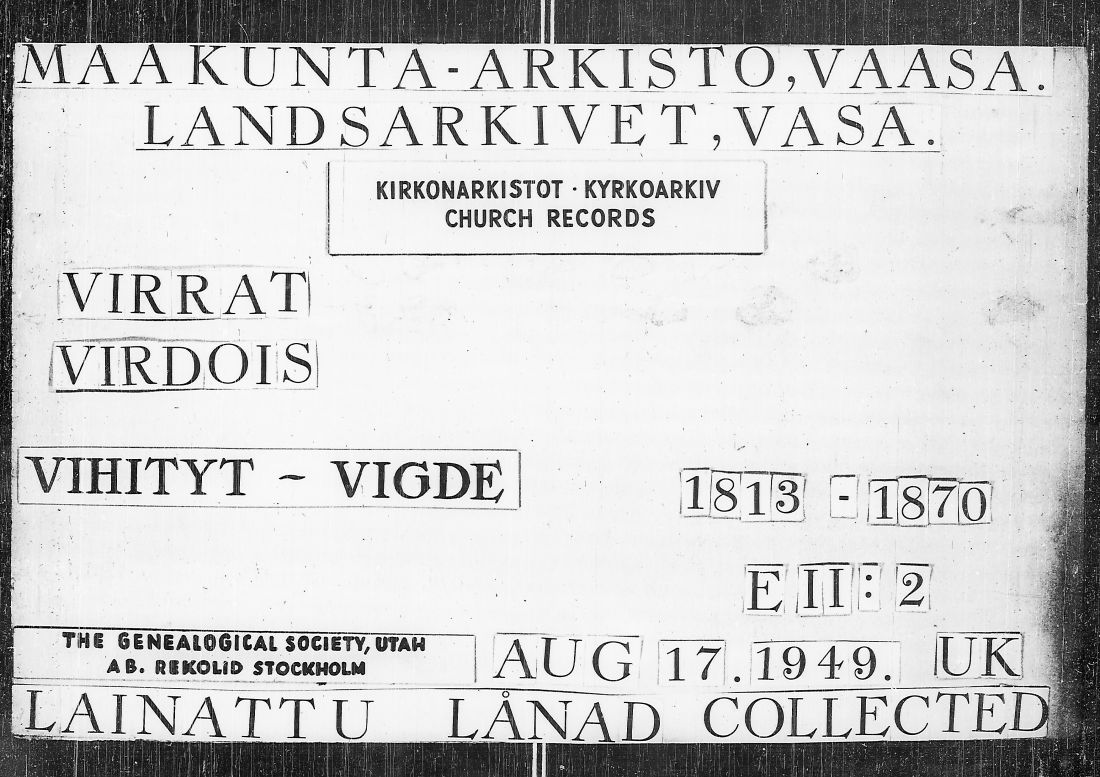 MAAKUNTA-ARKISTO, VAASA.
LANDSARKIVET, VASA.
KIRKONARKISTOT · KYRKOARKIV
CHURCH RECORDS
VIRRAT
VIRDOIS
VIHITYT - VIGDE 1813 - 1870
E II: 2
THE GENEALOGICAL SOCIETY, UTAH
AB. REKOLID STOCKHOLM
AUG 17. 1949. UK
LAINATTU LÅNAD COLLECTED